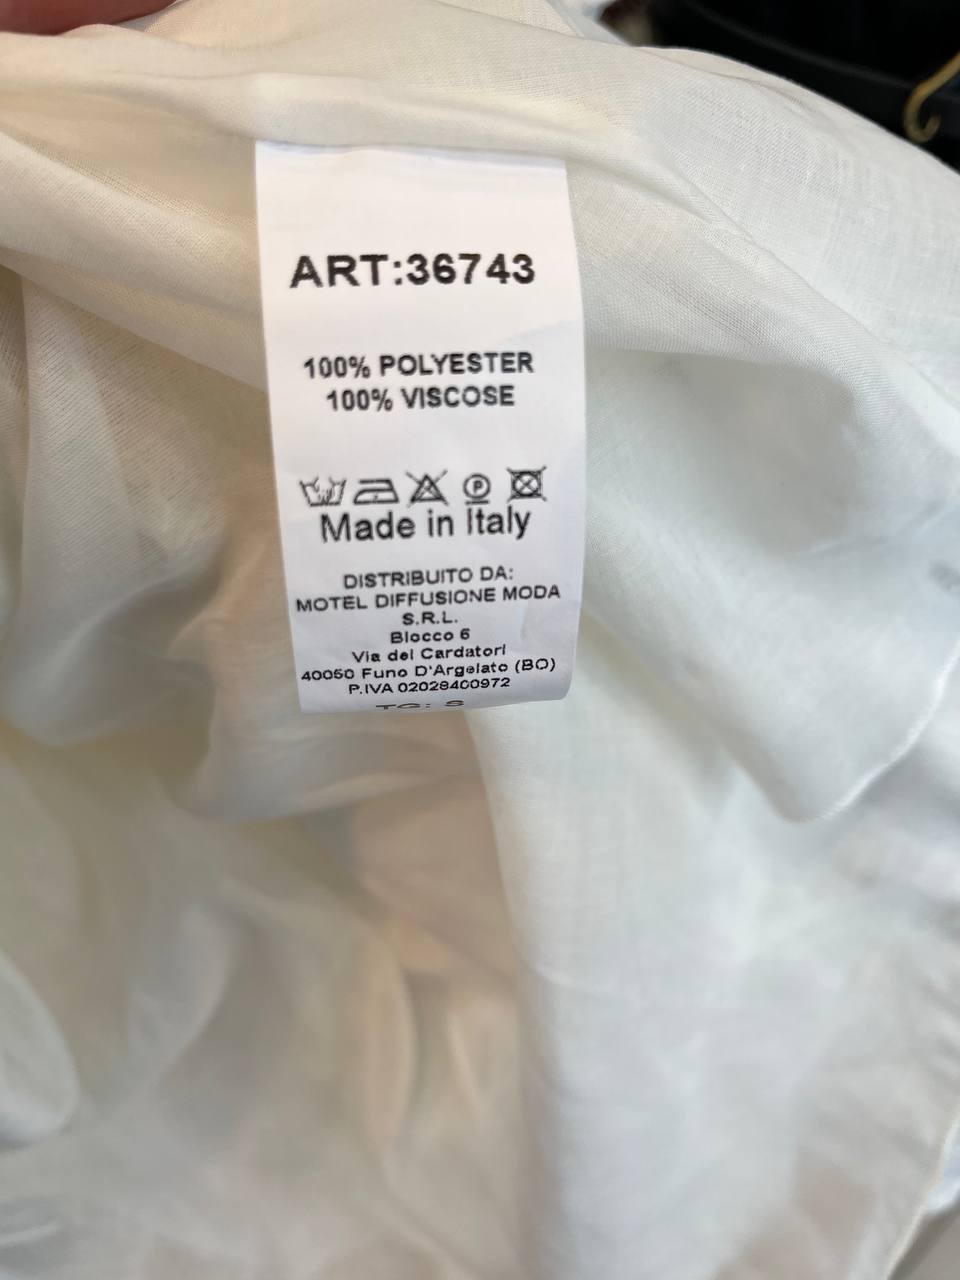 ART:36743
100% POLYESTER
100% VISCOSE
P
Made in Italy
DISTRIBUITO DA:
MOTEL DIFFUSIONE MODA
S.R.L.
Blocco 6
Via dei Cardatori
40050 Funo D'Argelato (BO)
P.IVA 02028400972
TG: S